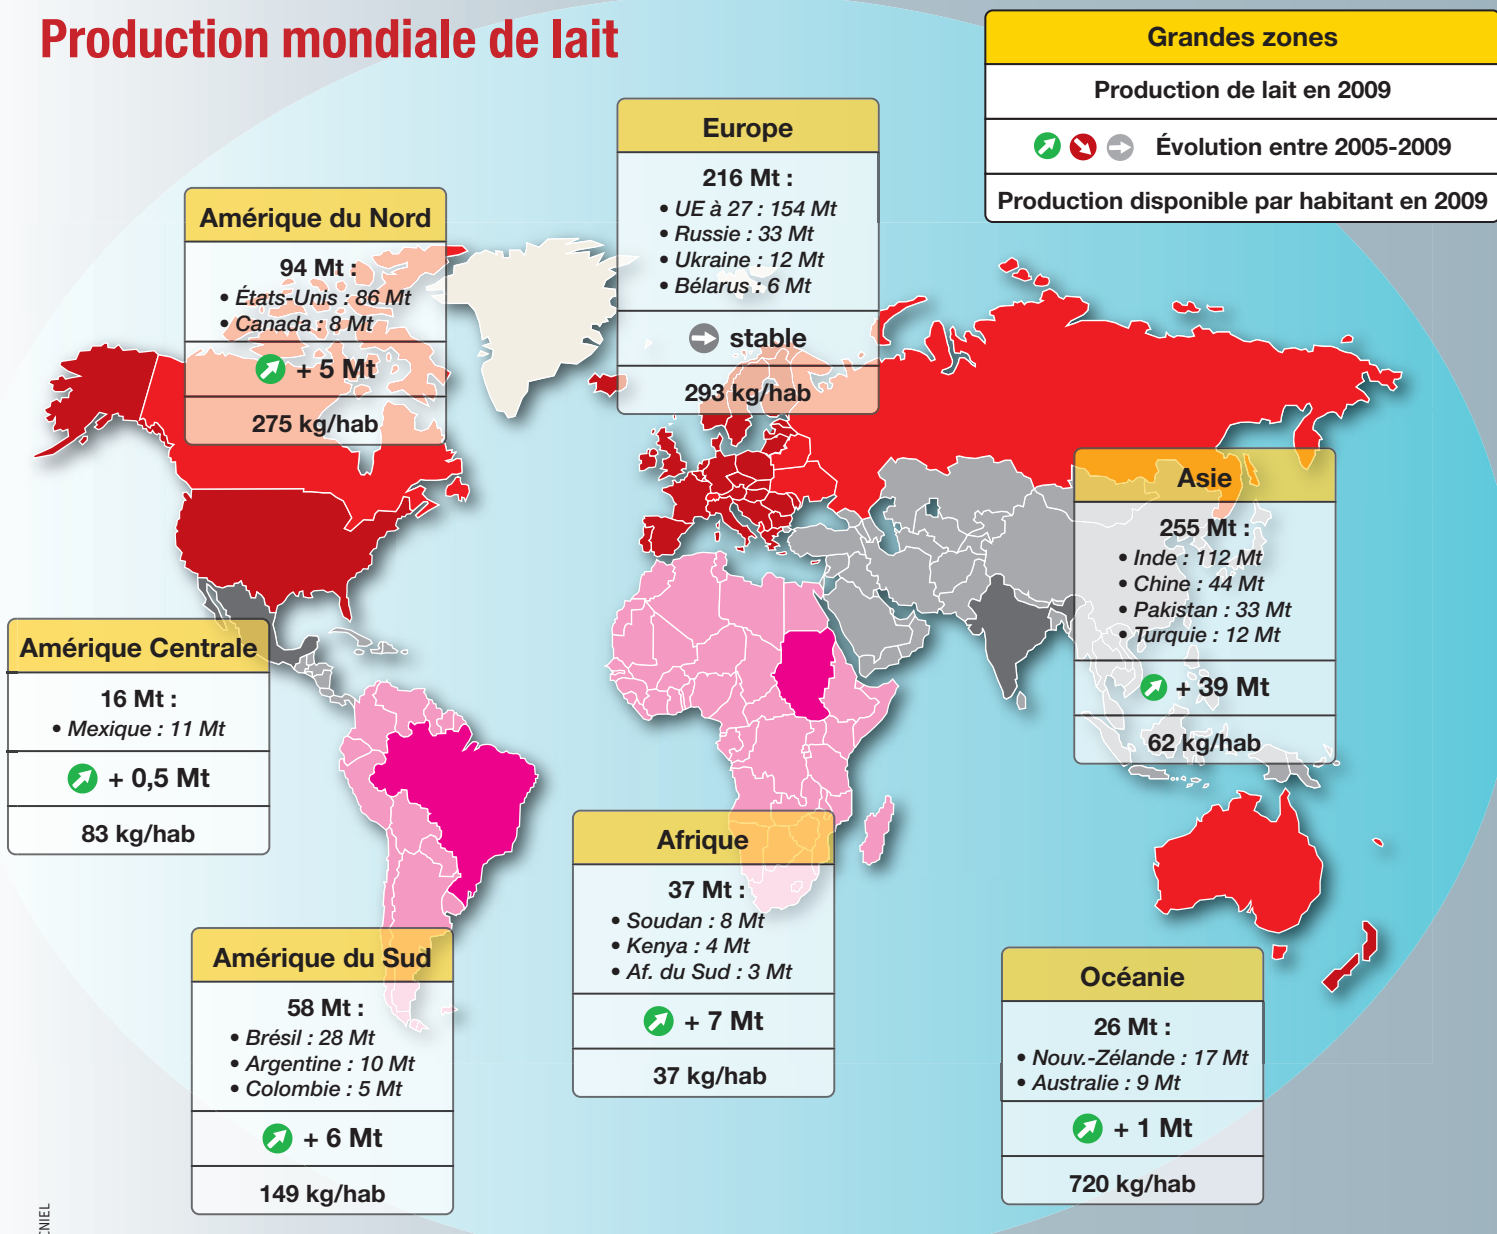 Production mondiale de lait
Grandes zones
Production de lait en 2009
Évolution entre 2005-2009
Production disponible par habitant en 2009
Europe
216 Mt :
• UE à 27 : 154 Mt
• Russie : 33 Mt
• Ukraine : 12 Mt
• Bélarus : 6 Mt
stable
293 kg/hab
Amérique du Nord
94 Mt :
• États-Unis : 86 Mt
• Canada : 8 Mt
+ 5 Mt
275 kg/hab
Asie
255 Mt :
• Inde : 112 Mt
• Chine : 44 Mt
• Pakistan : 33 Mt
• Turquie : 12 Mt
+ 39 Mt
62 kg/hab
Amérique Centrale
16 Mt :
• Mexique : 11 Mt
+ 0,5 Mt
83 kg/hab
Afrique
37 Mt :
• Soudan : 8 Mt
• Kenya : 4 Mt
• Af. du Sud : 3 Mt
+ 7 Mt
37 kg/hab
Amérique du Sud
58 Mt :
• Brésil : 28 Mt
• Argentine : 10 Mt
• Colombie : 5 Mt
+ 6 Mt
149 kg/hab
Océanie
26 Mt :
• Nouv.-Zélande : 17 Mt
• Australie : 9 Mt
+ 1 Mt
720 kg/hab